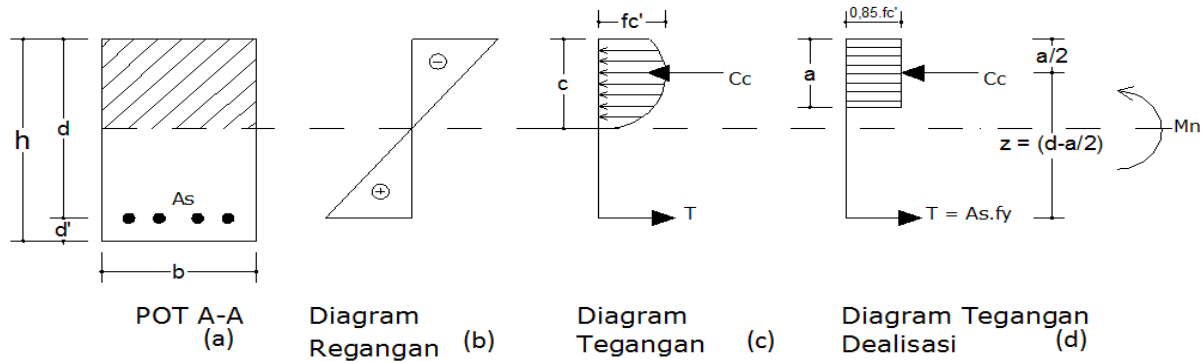 h
d
d'
As
b
POT A-A
(a)
⊖
⊕
Diagram
Regangan
(b)
fc'
c
Cc
T
Diagram
Tegangan
(c)
0,85.fc'
a
a/2
Cc
z = (d-a/2)
Mn
T = As.fy
Diagram Tegangan
Dealisasi
(d)